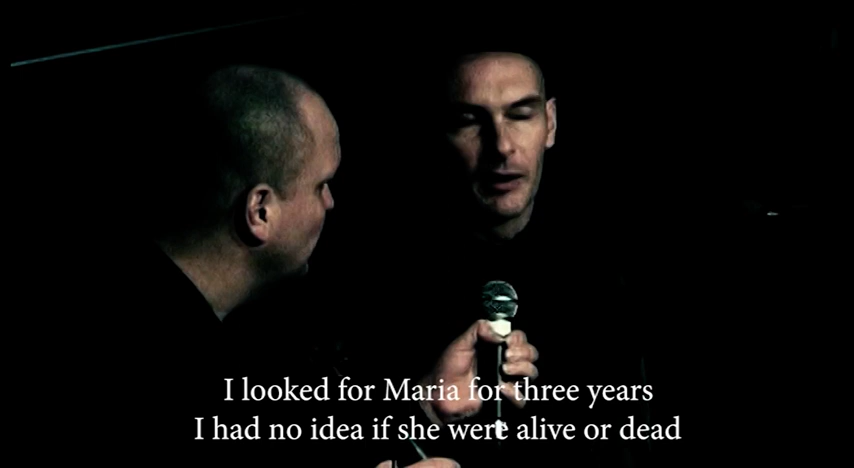 I looked for Maria for three years
I had no idea if she were alive or dead